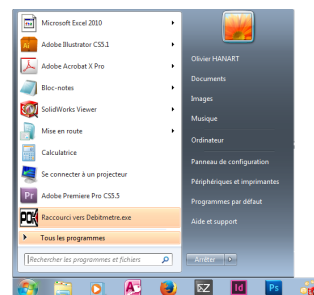 Microsoft Excel 2010
Adobe Illustrator CS5.1
Adobe Acrobat X Pro
Bloc-notes
SolidWorks Viewer
Mise en route
Calculatrice
Se connecter à un projecteur
Pr Adobe Premiere Pro CS5.5
Raccourci vers Debitmetre.exe
Tous les programmes
Rechercher les programmes et fichiers
Olivier HANART
Documents
Images
Musique
Ordinateur
Panneau de configuration
Périphériques et imprimantes
Programmes par défaut
Aide et support
Arrêter
Id
Ps